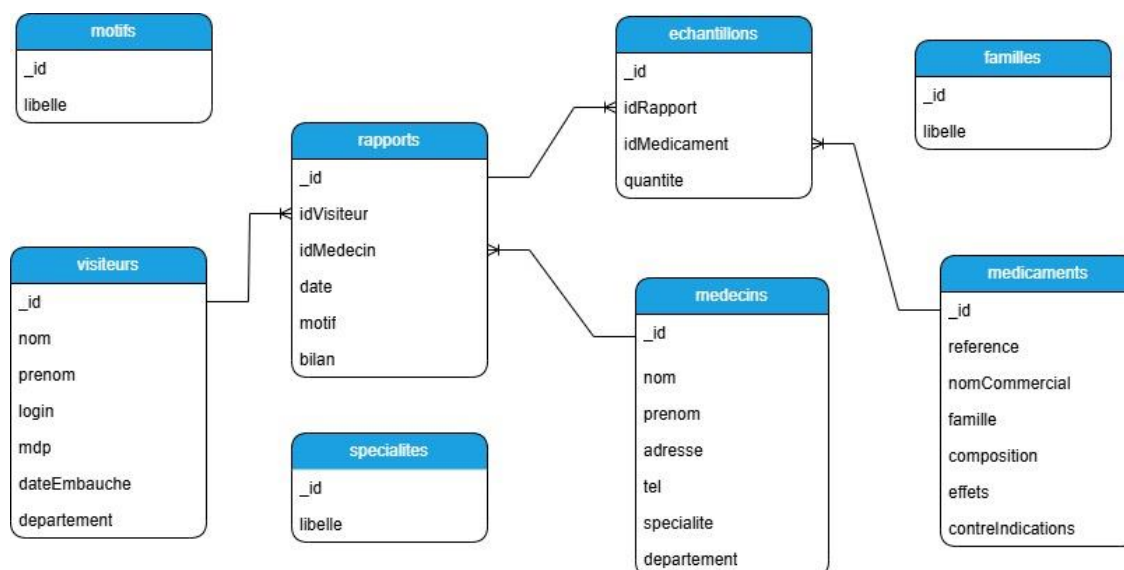 motifs
_id
libelle
echantillons
_id
idRapport
idMedicament
quantite
familles
_id
libelle
rapports
_id
idVisiteur
idMedecin
date
motif
bilan
visiteurs
_id
nom
prenom
login
mdp
dateEmbauche
departement
specialites
_id
libelle
medecins
_id
nom
prenom
adresse
tel
specialite
departement
medicaments
_id
reference
nomCommercial
famille
composition
effets
contreIndications